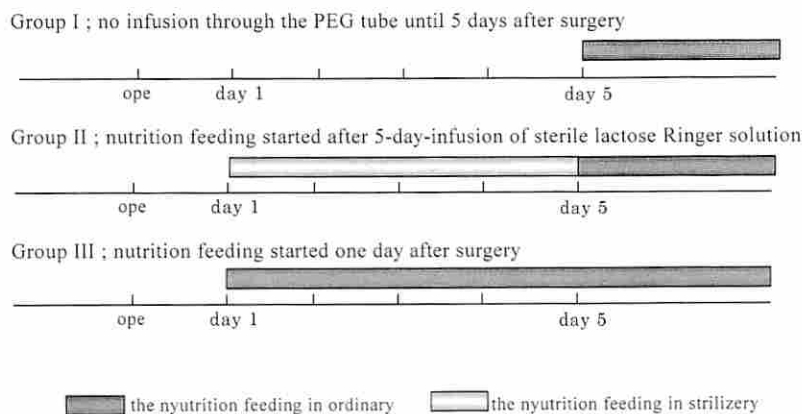 Group I ; no infusion through the PEG tube until 5 days after surgery
ope day 1 day 5
Group II ; nutrition feeding started after 5-day-infusion of sterile lactose Ringer solution
ope day 1 day 5
Group III ; nutrition feeding started one day after surgery
ope day 1 day 5
the nyutrition feeding in ordinary the nyutrition feeding in strilizery